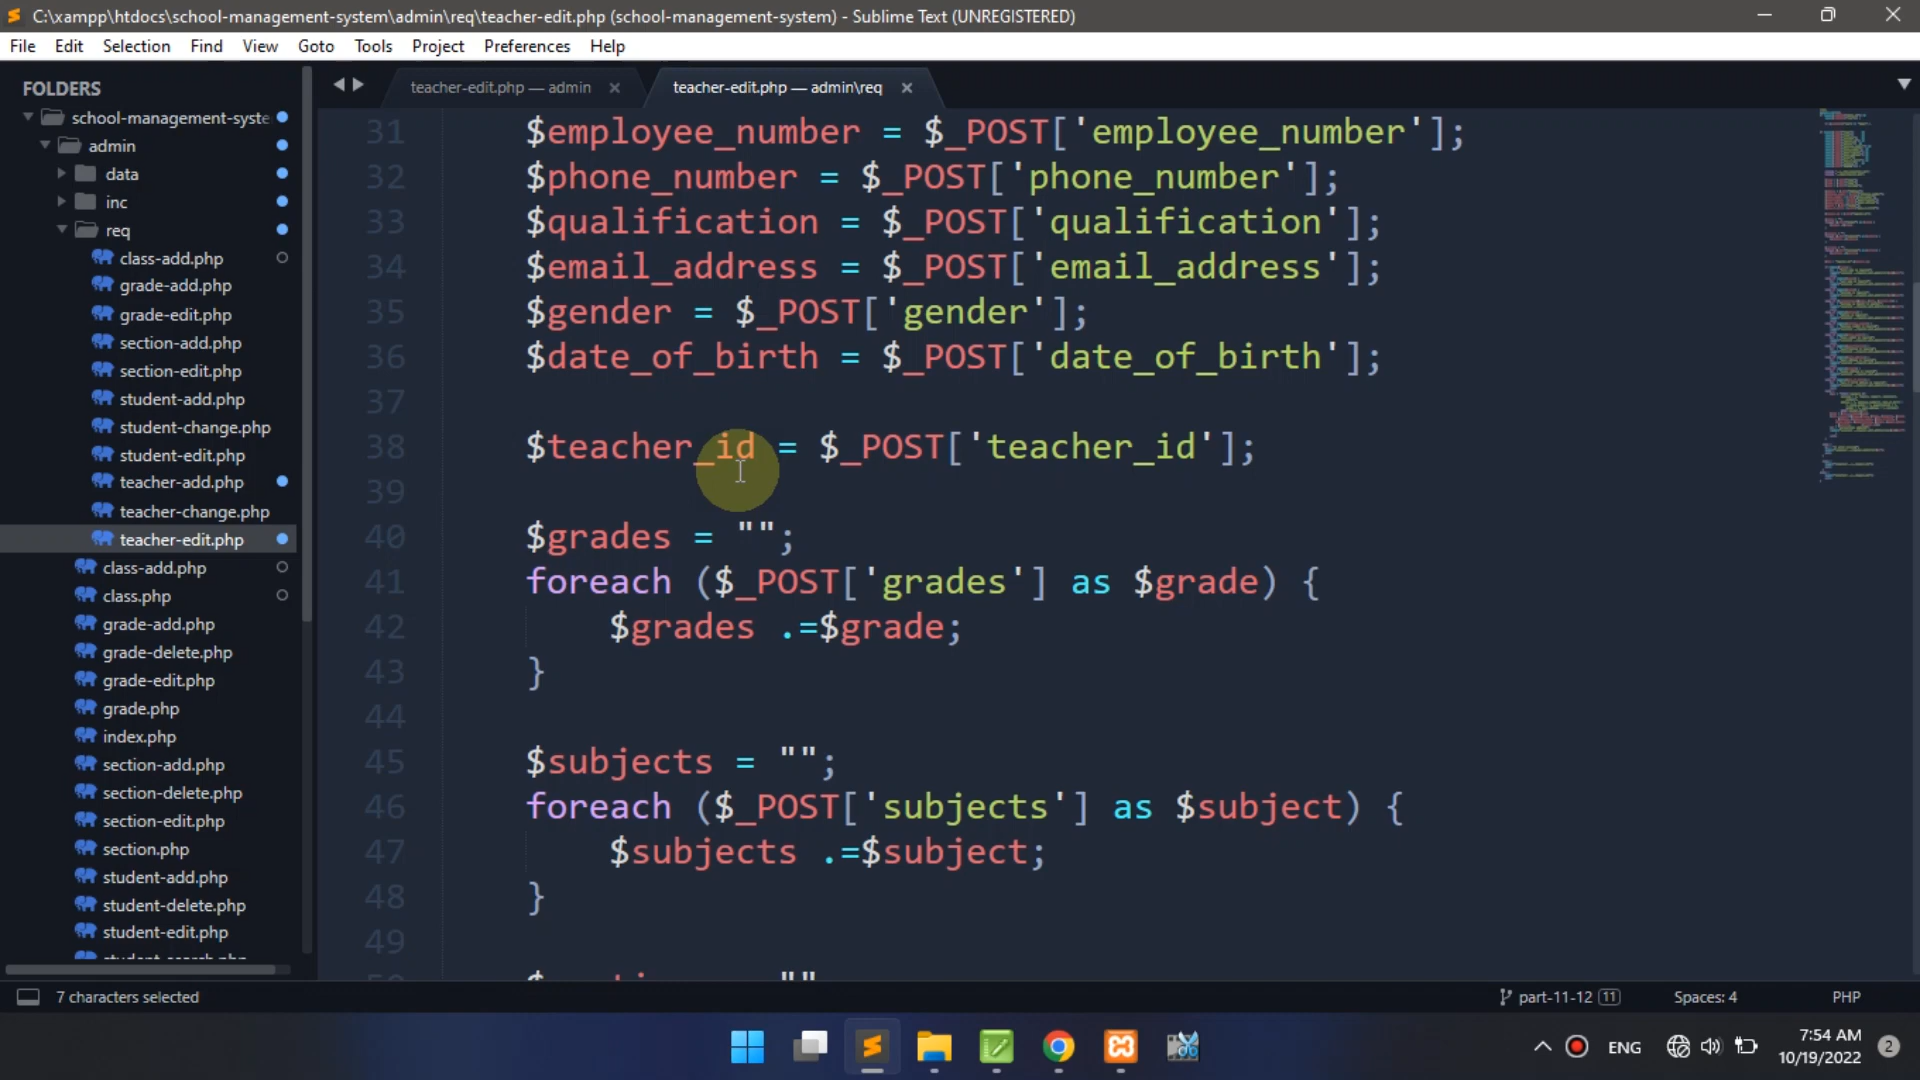 C:\xampp\htdocs\school-management-system\admin\req\teacher-edit.php (school-management-system) - Sublime Text (UNREGISTERED)
File Edit Selection Find View Goto Tools Project Preferences Help
FOLDERS
school-management-syste
admin
data
inc
req
class-add.php
grade-add.php
grade-edit.php
section-add.php
section-edit.php
student-add.php
student-change.php
student-edit.php
teacher-add.php
teacher-change.php
teacher-edit.php
class-add.php
class.php
grade-add.php
grade-delete.php
grade-edit.php
grade.php
index.php
section-add.php
section-delete.php
section-edit.php
section.php
student-add.php
student-delete.php
student-edit.php
teacher-edit.php — admin
teacher-edit.php — admin\req
31 $employee_number = $_POST['employee_number'];
32 $phone_number = $_POST['phone_number'];
33 $qualification = $_POST['qualification'];
34 $email_address = $_POST['email_address'];
35 $gender = $_POST['gender'];
36 $date_of_birth = $_POST['date_of_birth'];
37
38 $teacher_id = $_POST['teacher_id'];
39
40 $grades = "";
41 foreach ($_POST['grades'] as $grade) {
42 $grades .=$grade;
43 }
44
45 $subjects = "";
46 foreach ($_POST['subjects'] as $subject) {
47 $subjects .=$subject;
48 }
49
7 characters selected
part-11-12 11
Spaces: 4
PHP
ENG
7:54 AM
10/19/2022
2